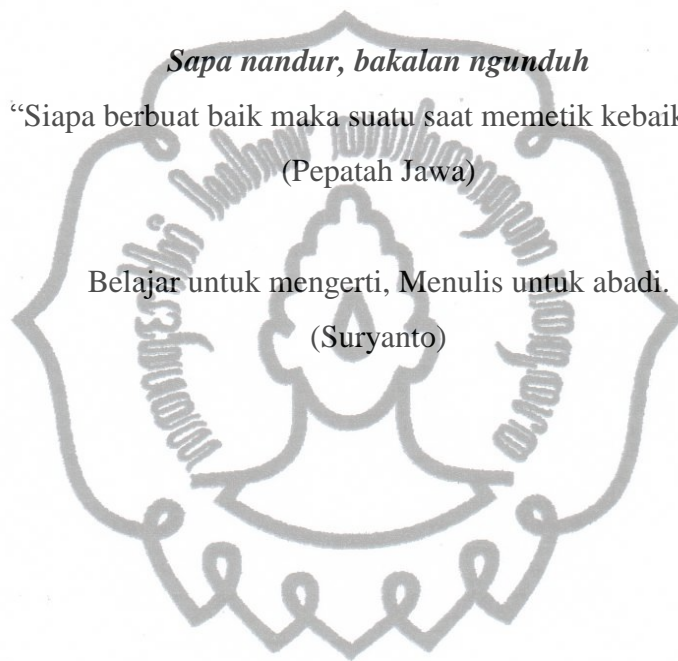 Sapa nandur, bakalan ngunduh
“Siapa berbuat baik maka suatu saat memetik kebaik
(Pepatah Jawa)
Belajar untuk mengerti, Menulis untuk abadi.
(Suryanto)